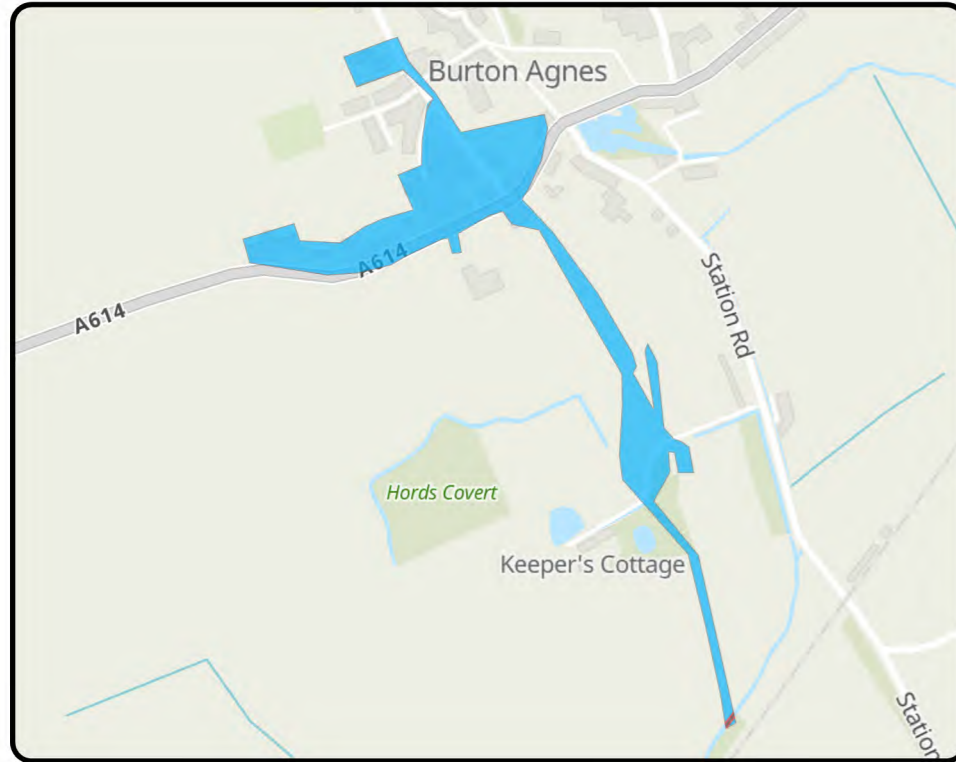 Burton Agnes
A614
A614
Station Rd
Hords Covert
Keeper's Cottage
Station